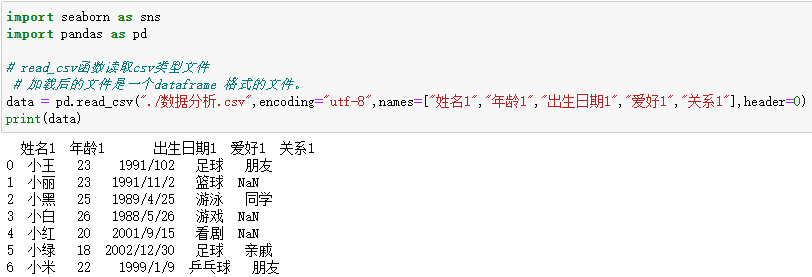 import seaborn as sns
import pandas as pd
# read_csv函数读取csv类型文件
# 加载后的文件是一个dataframe 格式的文件。
data = pd.read_csv("./数据分析.csv",encoding="utf-8",names=["姓名1","年龄1","出生日期1","爱好1","关系1"],header=0)
print(data)
姓名1 年龄1 出生日期1 爱好1 关系1
0 小王 23 1991/102 足球 朋友
1 小丽 23 1991/11/2 篮球 NaN
2 小黑 25 1989/4/25 游泳 同学
3 小白 26 1988/5/26 游戏 NaN
4 小红 20 2001/9/15 看剧 NaN
5 小绿 18 2002/12/30 足球 亲戚
6 小米 22 1999/1/9 乒乓球 朋友